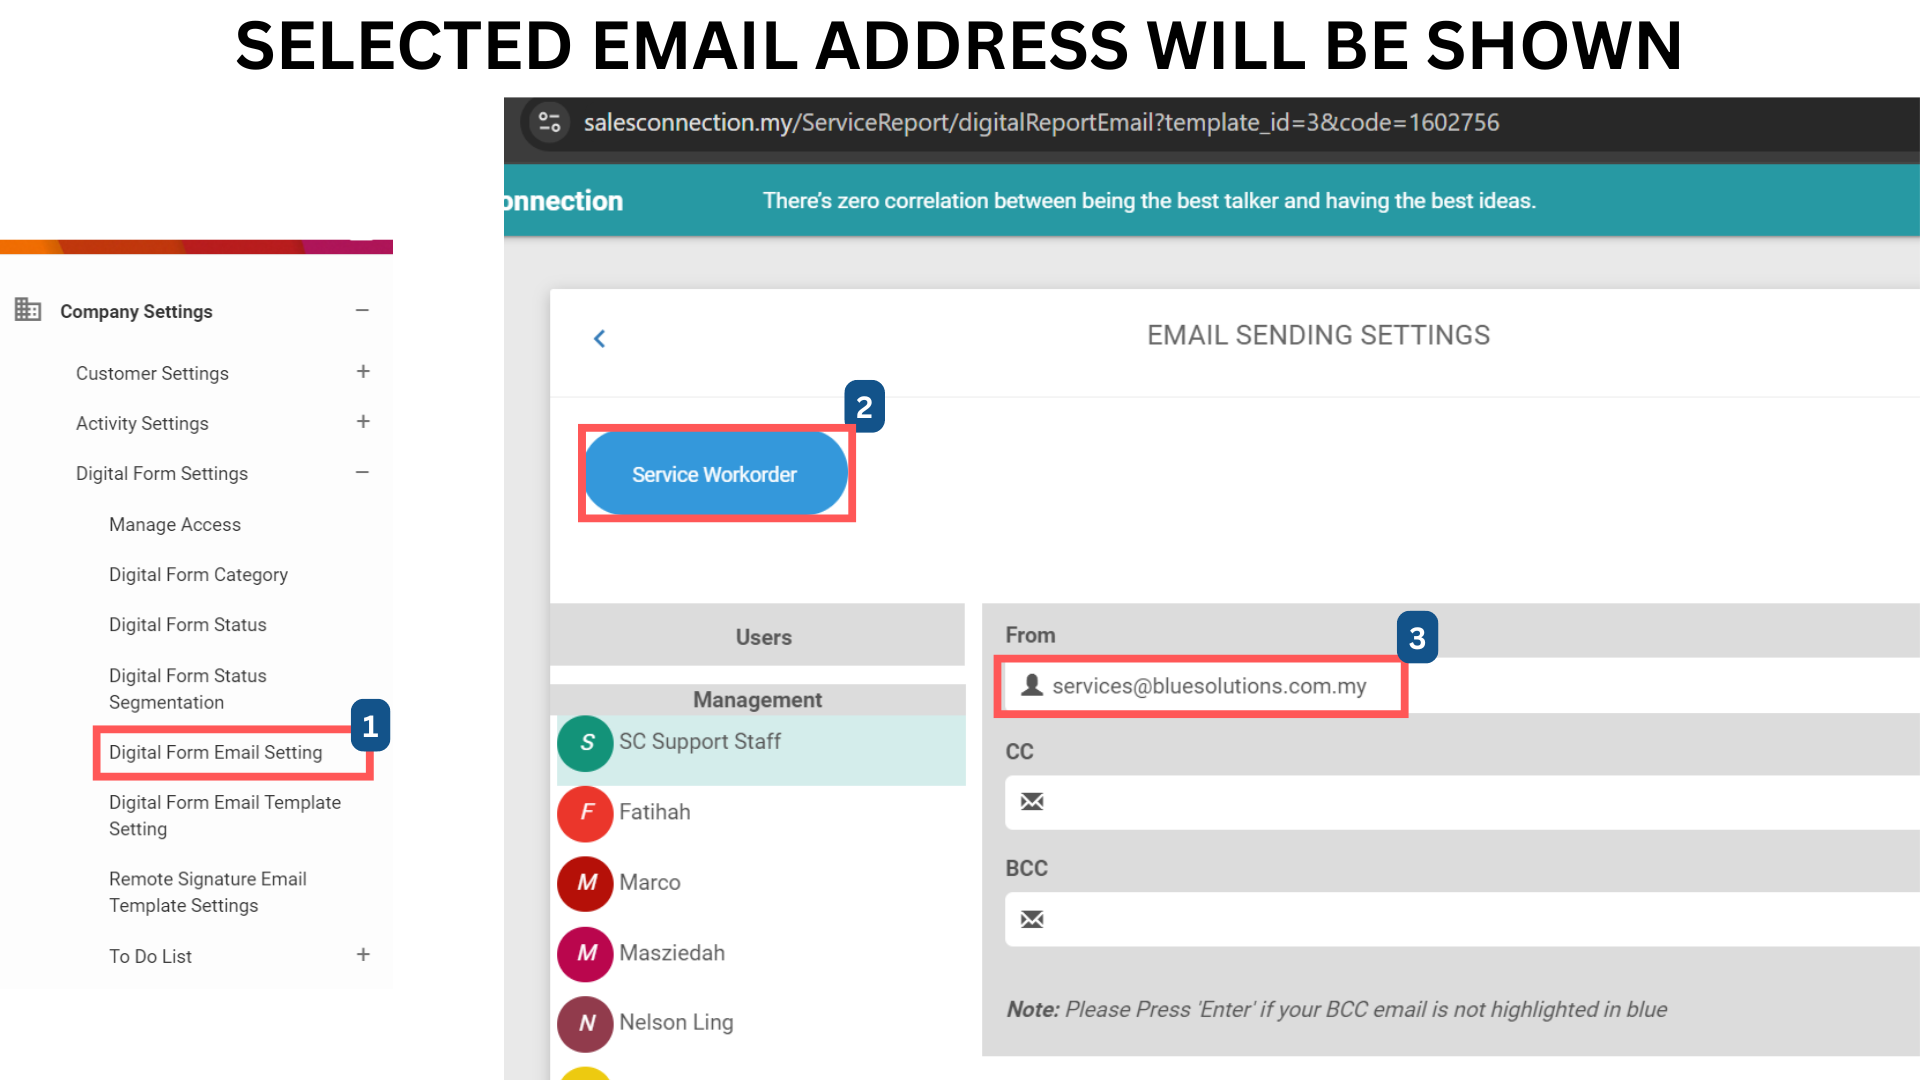 SELECTED EMAIL ADDRESS WILL BE SHOWN
salesconnection.my/ServiceReport/digitalReportEmail?template_id=3&code=1602756
onnection
There's zero correlation between being the best talker and having the best ideas.
Company Settings
Customer Settings
Activity Settings
Digital Form Settings
Manage Access
Digital Form Category
Digital Form Status
Digital Form Status
Segmentation
1
Digital Form Email Setting
Digital Form Email Template
Setting
Remote Signature Email
Template Settings
To Do List
EMAIL SENDING SETTINGS
2
Service Workorder
Users
Management
S SC Support Staff
F Fatihah
M Marco
M Masziedah
N Nelson Ling
From
3
services@bluesolutions.com.my
CC
BCC
Note: Please Press 'Enter' if your BCC email is not highlighted in blue